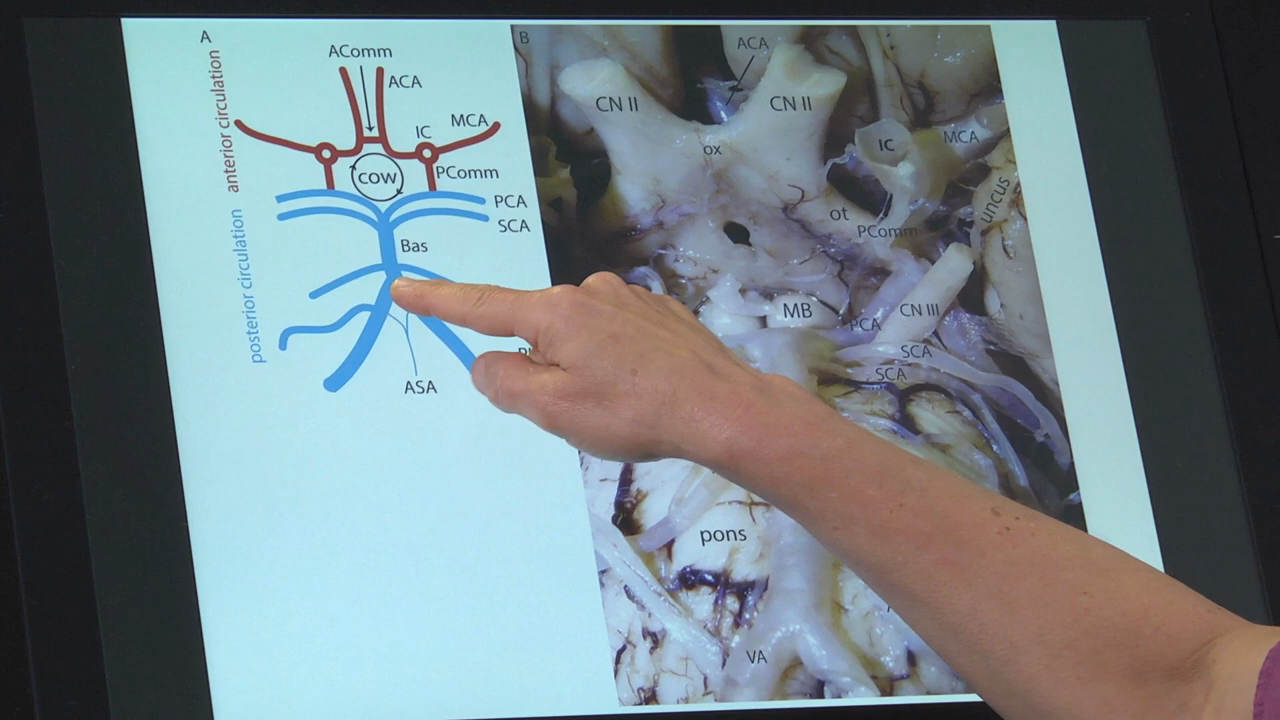 A
AComm
ACA
anterior circulation
MCA
IC
COW
PComm
PCA
SCA
posterior circulation
Bas
ASA
B
ACA
CN II
CN II
ox
IC
MCA
uncus
ot
PComm
MB
CN III
PCA
SCA
SCA
pons
VA